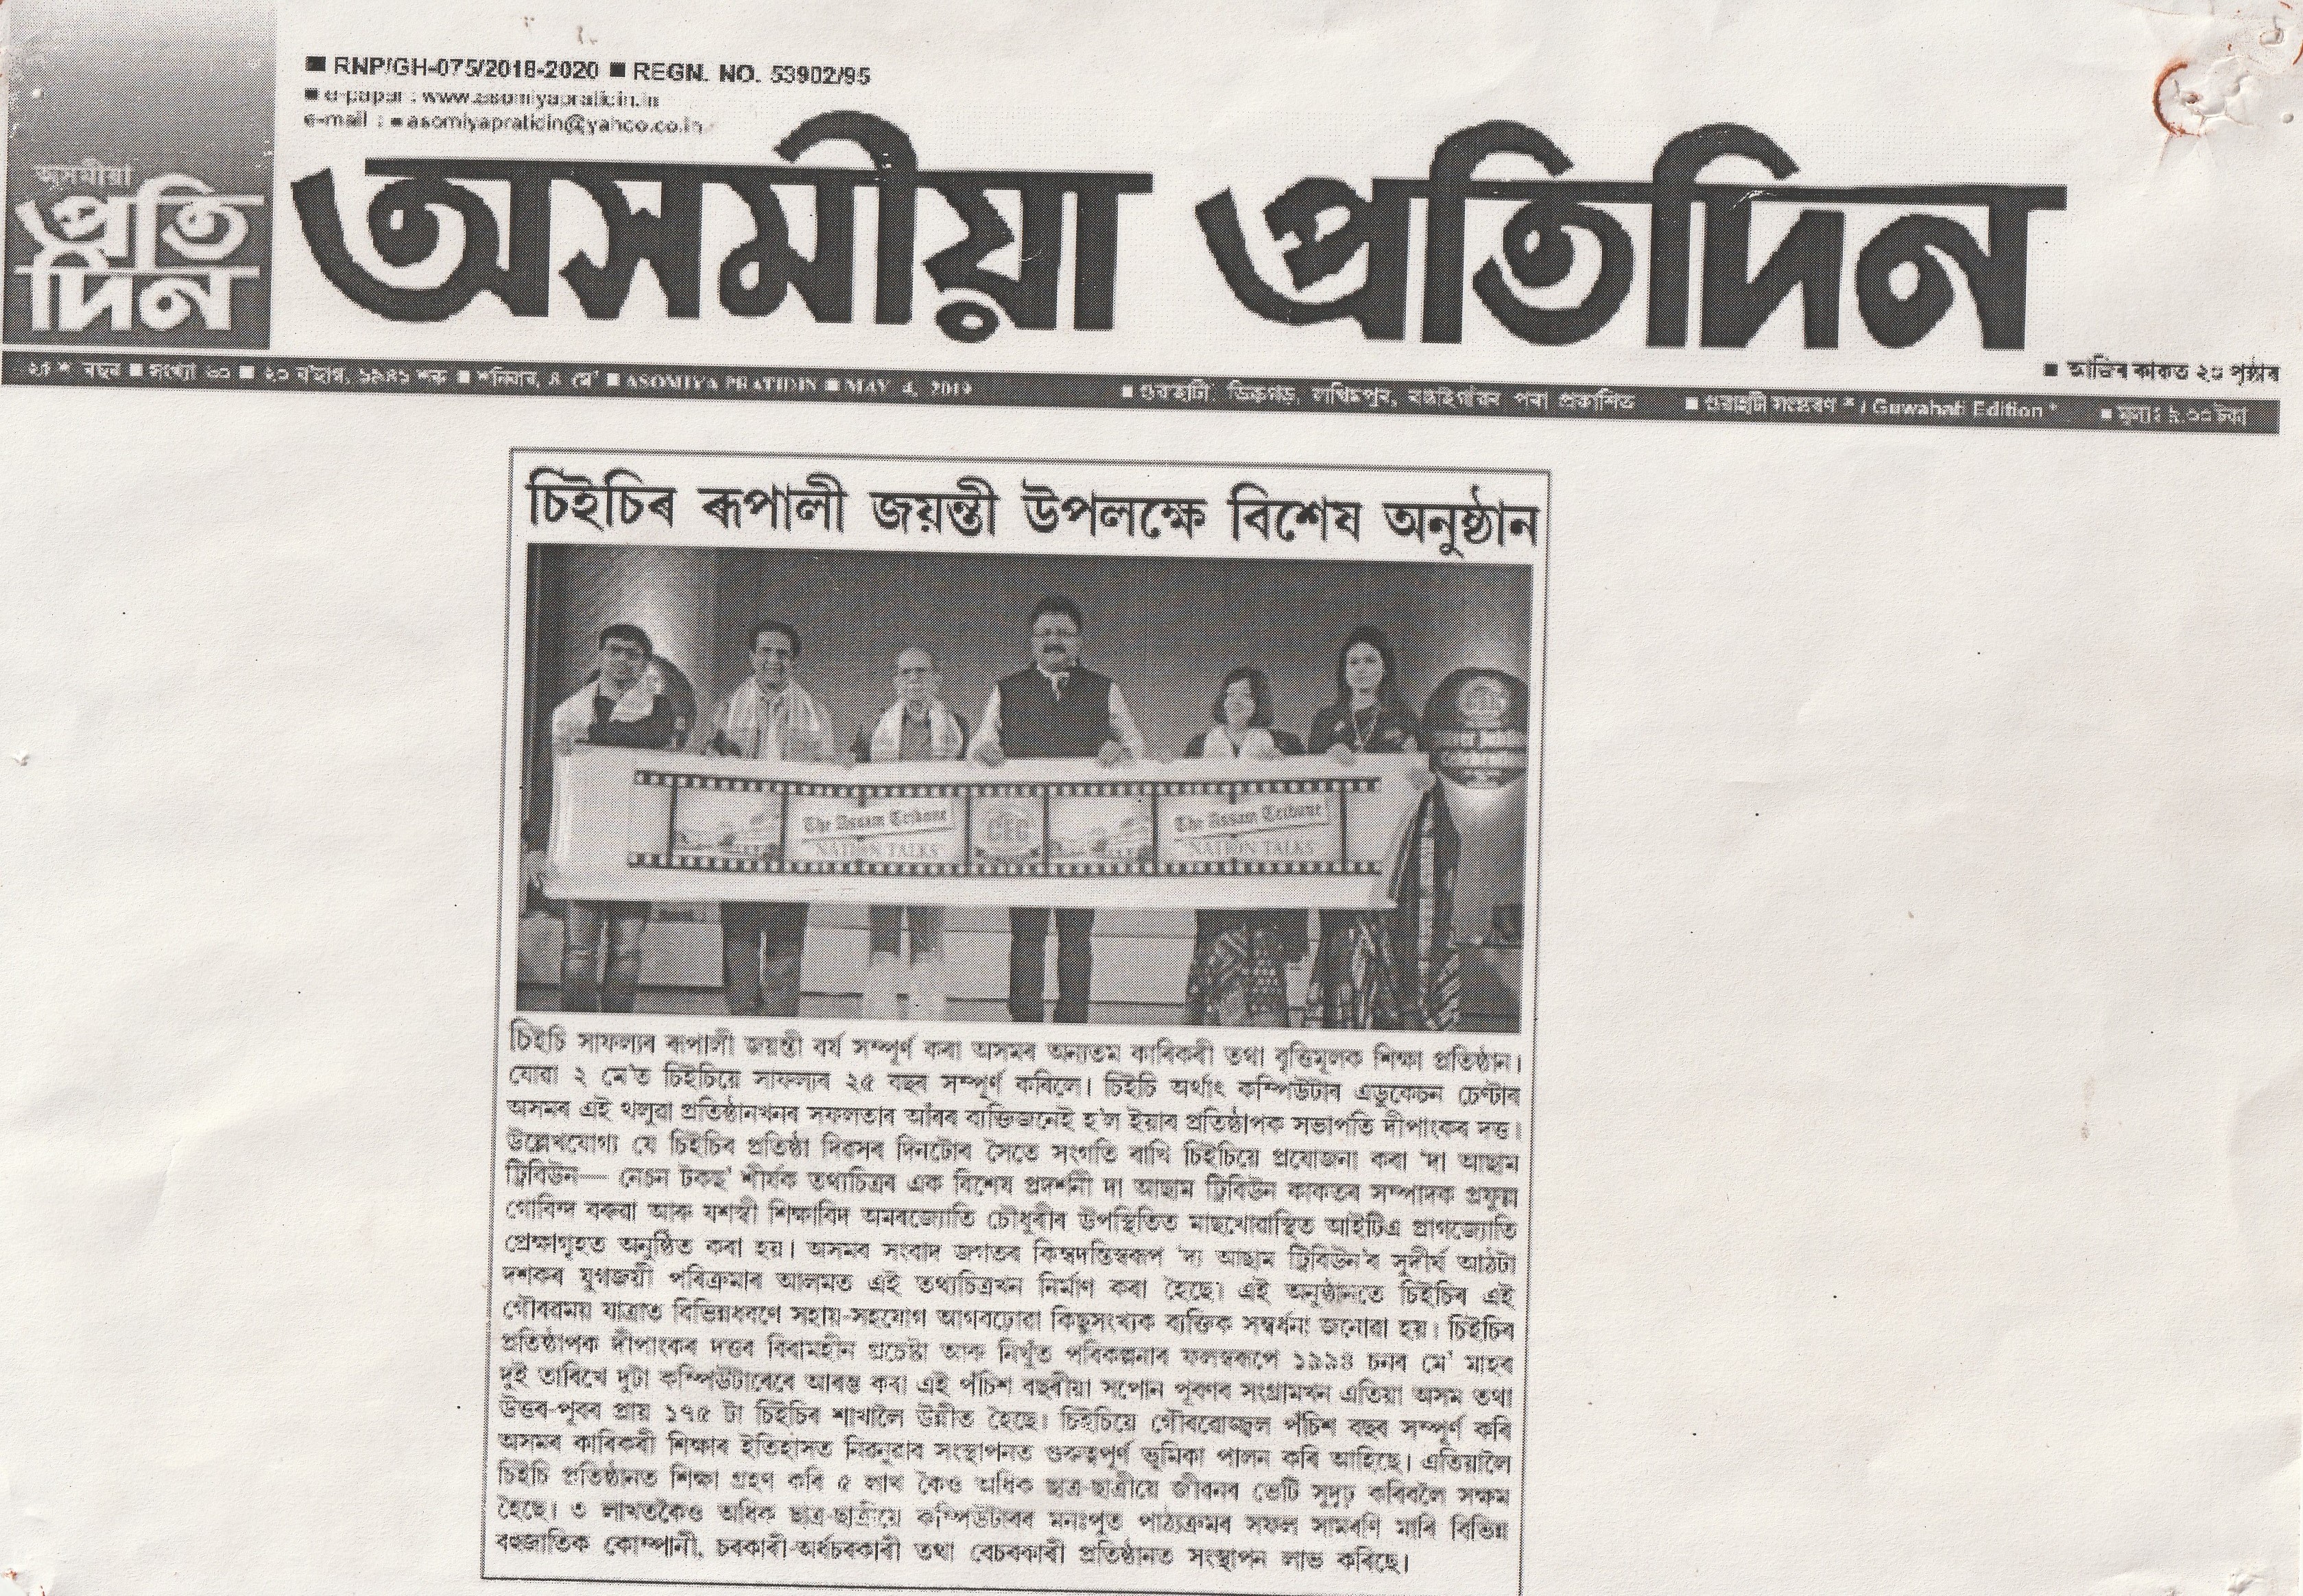 ■ RNP/GH-075/2018-2020 ■ REGN. NO. 53902/95
■ e-paper : www.asomiyapratidin.in
e-mail : ■ asomiyapratidin@yahoo.co.in
অসমীয়া
প্ৰতি
দিন
অসমীয়া প্ৰতিদিন
■ আজিৰ কাকত ২০ পৃষ্ঠাৰ
২৫ শ বছৰ ■ সংখ্যা ■ ২০ ব'হাগ, ১৯৪১ শক ■ শনিবাৰ, ৪ মে' ■ ASOMIYA PRATIDIN ■ MAY 4, 2019 ■ গুৱাহাটী, ডিব্ৰুগড়, লখিমপুৰ, বঙাইগাঁৱৰ পৰা প্ৰকাশিত ■ গুৱাহাটী সংস্কৰণ * / Guwahati Edition * ■ মূল্যঃ টকা
চিইচিৰ ৰূপালী জয়ন্তী উপলক্ষে বিশেষ অনুষ্ঠান
The Assam Tribune CEC The Assam Tribune
NATION TALKS NATION TALKS
চিইচি সাফল্যৰ ৰূপালী জয়ন্তী বৰ্ষ সম্পূৰ্ণ কৰা অসমৰ অন্যতম কাৰিকৰী তথা বৃত্তিমূলক শিক্ষা প্ৰতিষ্ঠান।
যোৱা ২ মে'ত চিইচিয়ে সাফল্যৰ ২৫ বছৰ সম্পূৰ্ণ কৰিলে। চিইচি অৰ্থাৎ কম্পিউটাৰ এডুকেচন চেণ্টাৰ
অসমৰ এই থলুৱা প্ৰতিষ্ঠানখনৰ সফলতাৰ আঁৰৰ ব্যক্তিজনেই হ'ল ইয়াৰ প্ৰতিষ্ঠাপক সভাপতি দীপাংকৰ দত্ত।
উল্লেখযোগ্য যে চিইচিৰ প্ৰতিষ্ঠা দিৱসৰ দিনটোৰ সৈতে সংগতি ৰাখি চিইচিয়ে প্ৰযোজনা কৰা 'দা আছাম
ট্ৰিবিউন— নেচন টকছ' শীৰ্ষক তথ্যচিত্ৰৰ এক বিশেষ প্ৰদৰ্শনী দা আছাম ট্ৰিবিউন কাকতৰ সম্পাদক প্ৰফুল্ল
গোবিন্দ বৰুৱা আৰু যশস্বী শিক্ষাবিদ অমৰজ্যোতি চৌধুৰীৰ উপস্থিতিত মাছখোৱাস্থিত আইটিএ প্ৰাগজ্যোতি
প্ৰেক্ষাগৃহত অনুষ্ঠিত কৰা হয়। অসমৰ সংবাদ জগতৰ কিম্বদন্তিস্বৰূপ 'দ্য আছাম ট্ৰিবিউন'ৰ সুদীৰ্ঘ আঠটা
দশকৰ যুগজয়ী পৰিক্ৰমাৰ আলমত এই তথ্যচিত্ৰখন নিৰ্মাণ কৰা হৈছে। এই অনুষ্ঠানতে চিইচিৰ এই
গৌৰৱময় যাত্ৰাত বিভিন্নধৰণে সহায়-সহযোগ আগবঢ়োৱা কিছুসংখ্যক ব্যক্তিক সম্বৰ্ধনা জনোৱা হয়। চিইচিৰ
প্ৰতিষ্ঠাপক দীপাংকৰ দত্তৰ বিৰামহীন প্ৰচেষ্টা আৰু নিখুঁত পৰিকল্পনাৰ ফলস্বৰূপে ১৯৯৪ চনৰ মে' মাহৰ
দুই তাৰিখে দুটা কম্পিউটাৰেৰে আৰম্ভ কৰা এই পঁচিশ বছৰীয়া সপোন পূৰণৰ সংগ্ৰামখন এতিয়া অসম তথা
উত্তৰ-পূবৰ প্ৰায় ১৭৫ টা চিইচিৰ শাখালৈ উন্নীত হৈছে। চিইচিয়ে গৌৰৱোজ্জ্বল পঁচিশ বছৰ সম্পূৰ্ণ কৰি
অসমৰ কাৰিকৰী শিক্ষাৰ ইতিহাসত নিবনুৱাৰ সংস্থাপনত গুৰুত্বপূৰ্ণ ভূমিকা পালন কৰি আহিছে। এতিয়ালৈ
চিইচি প্ৰতিষ্ঠানত শিক্ষা গ্ৰহণ কৰি ৫ লাখ কৈও অধিক ছাত্ৰ-ছাত্ৰীয়ে জীৱনৰ ভেটি সুদৃঢ় কৰিবলৈ সক্ষম
হৈছে। ৩ লাখতকৈও অধিক ছাত্ৰ-ছাত্ৰীয়ে কম্পিউটাৰৰ মনঃপূত পাঠ্যক্ৰমৰ সফল সামৰণি মাৰি বিভিন্ন
বহুজাতিক কোম্পানী, চৰকাৰী-অৰ্ধচৰকাৰী তথা বেচৰকাৰী প্ৰতিষ্ঠানত সংস্থাপন লাভ কৰিছে।